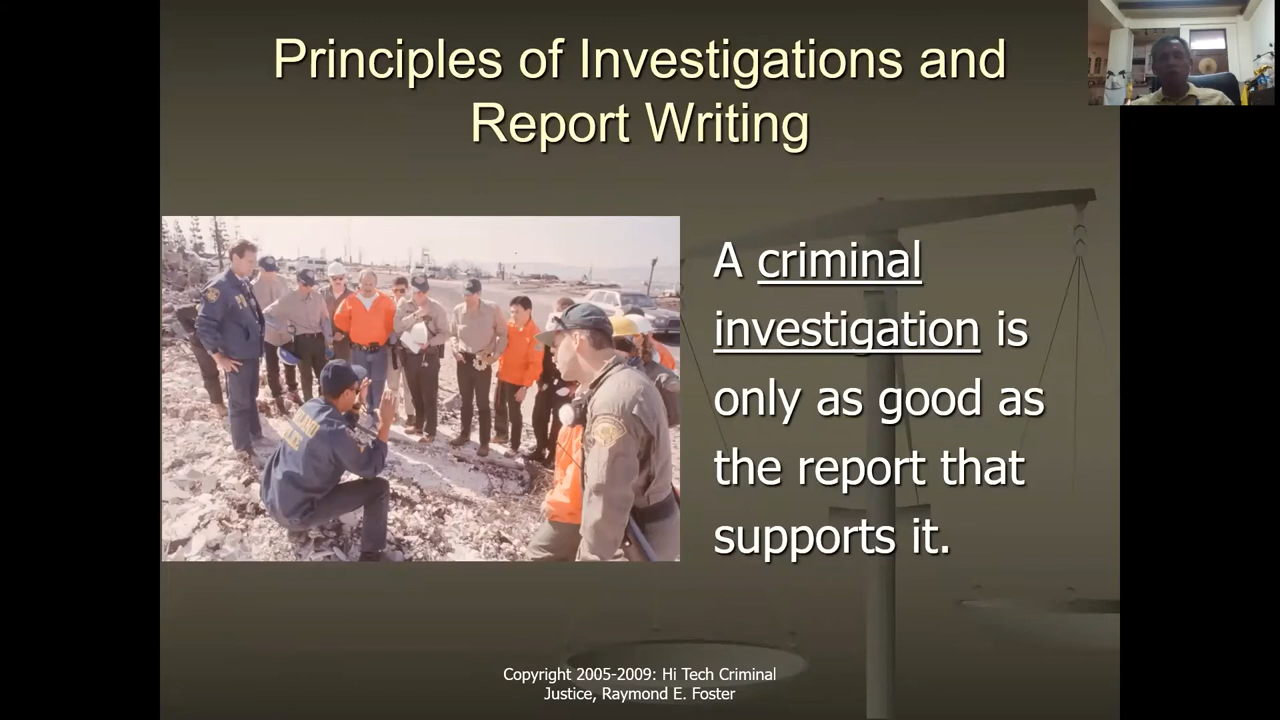 Principles of Investigations and
Report Writing
A criminal
investigation is
only as good as
the report that
supports it.
Copyright 2005-2009: Hi Tech Criminal
Justice, Raymond E. Foster